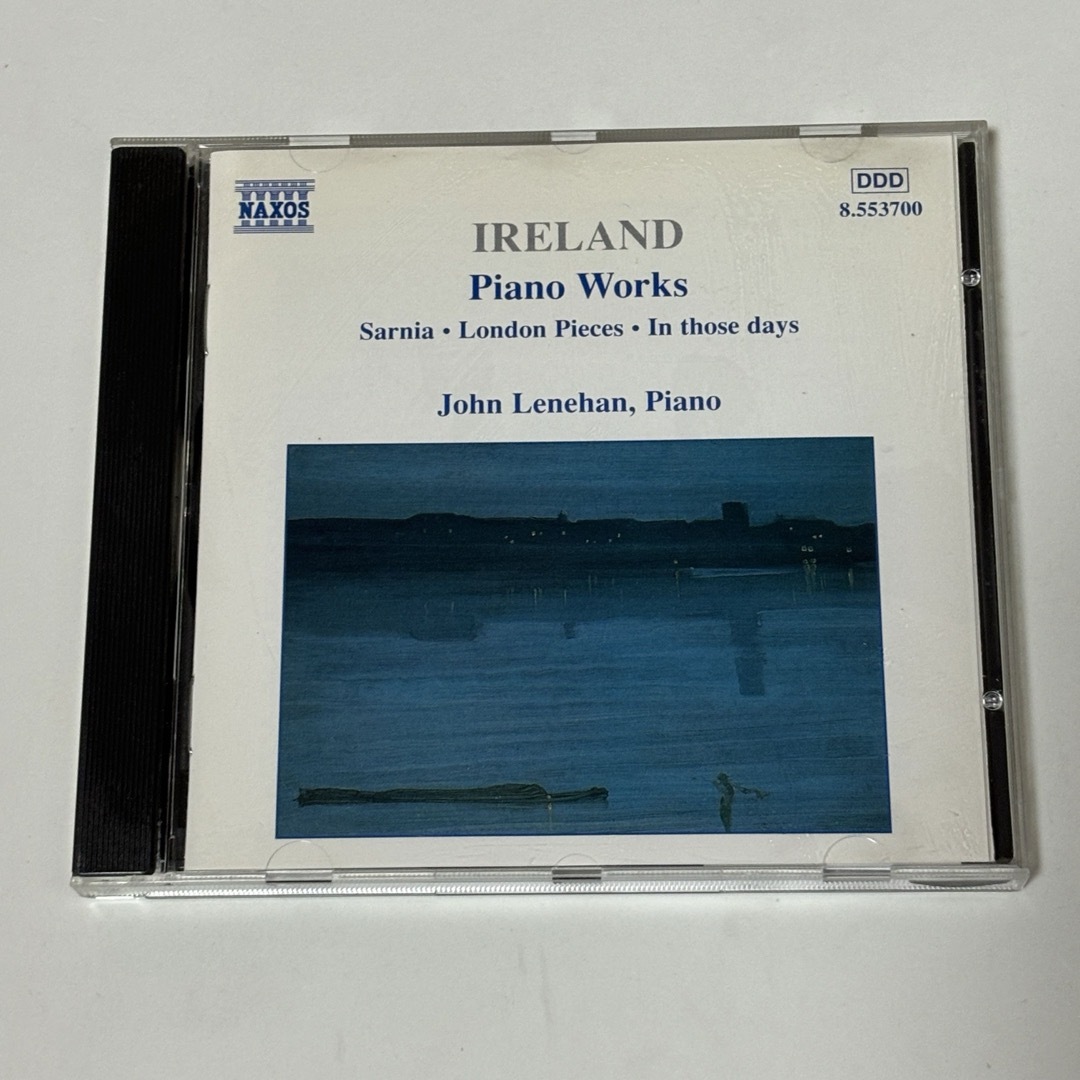 NAXOS
DDD
8.553700
IRELAND
Piano Works
Sarnia • London Pieces • In those days
John Lenehan, Piano